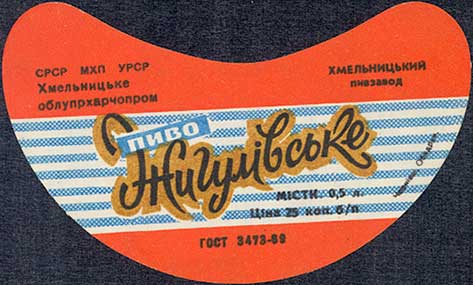 СРСР МХП УРСР
Хмельницьке
облупрхарчопром
ХМЕЛЬНИЦЬКИЙ
пивзавод
ПИВО
Жигулівське
МІСТК. 0,5 л.
Ціна 25 коп. б/п
ГОСТ 3473-69